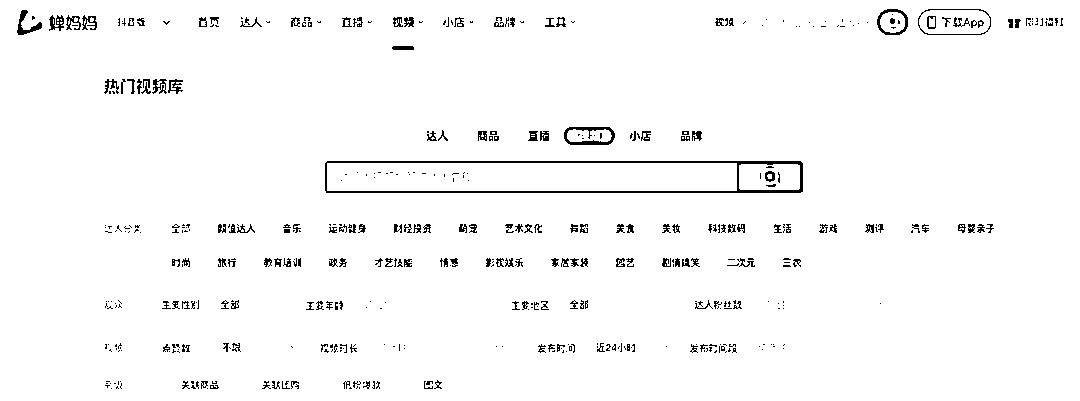 蝉妈妈 抖音版 首页 达人 商品 直播 视频 小店 品牌 工具 视频 下载App 限时福利
热门视频库
达人 商品 直播 小店 品牌
达人分类 全部 颜值达人 音乐 运动健身 财经投资 萌宠 艺术文化 舞蹈 美食 美妆 科技数码 生活 游戏 测评 汽车 母婴亲子
时尚 旅行 教育培训 政务 才艺技能 情感 影视娱乐 家居家装 园艺 剧情搞笑 二次元 三农
观众 主要性别 全部 主要年龄 主要地区 全部 达人粉丝数
视频 点赞数 不限 视频时长 发布时间 近24小时 发布时间段
高级 关联商品 关联团购 低粉爆款 图文